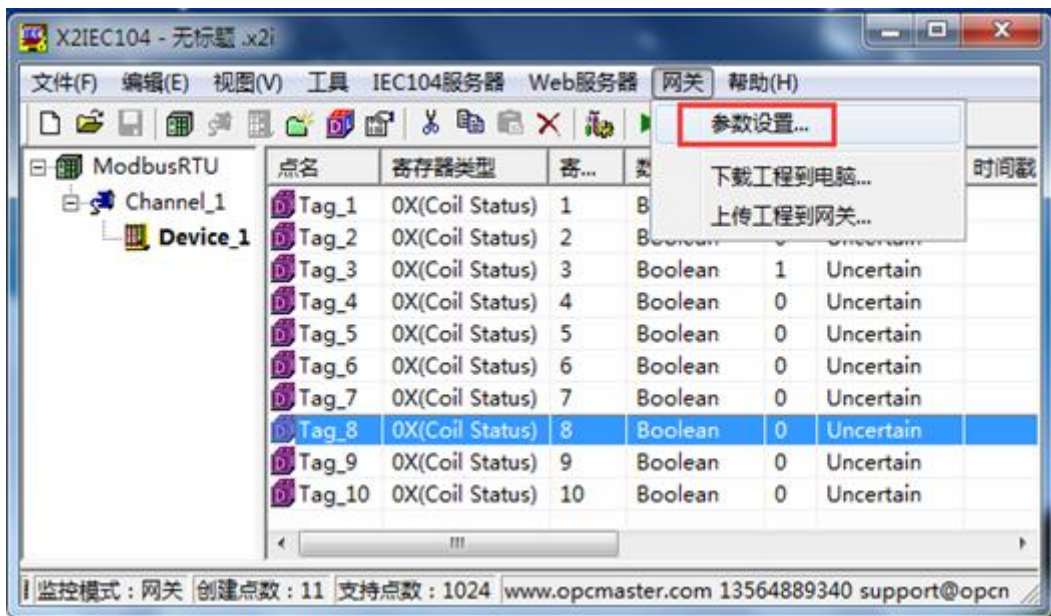 X2IEC104 - 无标题 .x2i
文件(F) 编辑(E) 视图(V) 工具 IEC104服务器 Web服务器 网关 帮助(H)
参数设置...
下载工程到电脑...
上传工程到网关...
ModbusRTU
Channel_1
Device_1
点名 寄存器类型 寄... 时间戳
Tag_1 0X(Coil Status) 1
Tag_2 0X(Coil Status) 2
Tag_3 0X(Coil Status) 3 Boolean 1 Uncertain
Tag_4 0X(Coil Status) 4 Boolean 0 Uncertain
Tag_5 0X(Coil Status) 5 Boolean 0 Uncertain
Tag_6 0X(Coil Status) 6 Boolean 0 Uncertain
Tag_7 0X(Coil Status) 7 Boolean 0 Uncertain
Tag_8 0X(Coil Status) 8 Boolean 0 Uncertain
Tag_9 0X(Coil Status) 9 Boolean 0 Uncertain
Tag_10 0X(Coil Status) 10 Boolean 0 Uncertain
监控模式：网关 创建点数：11 支持点数：1024 www.opcmaster.com 13564889340 support@opcn